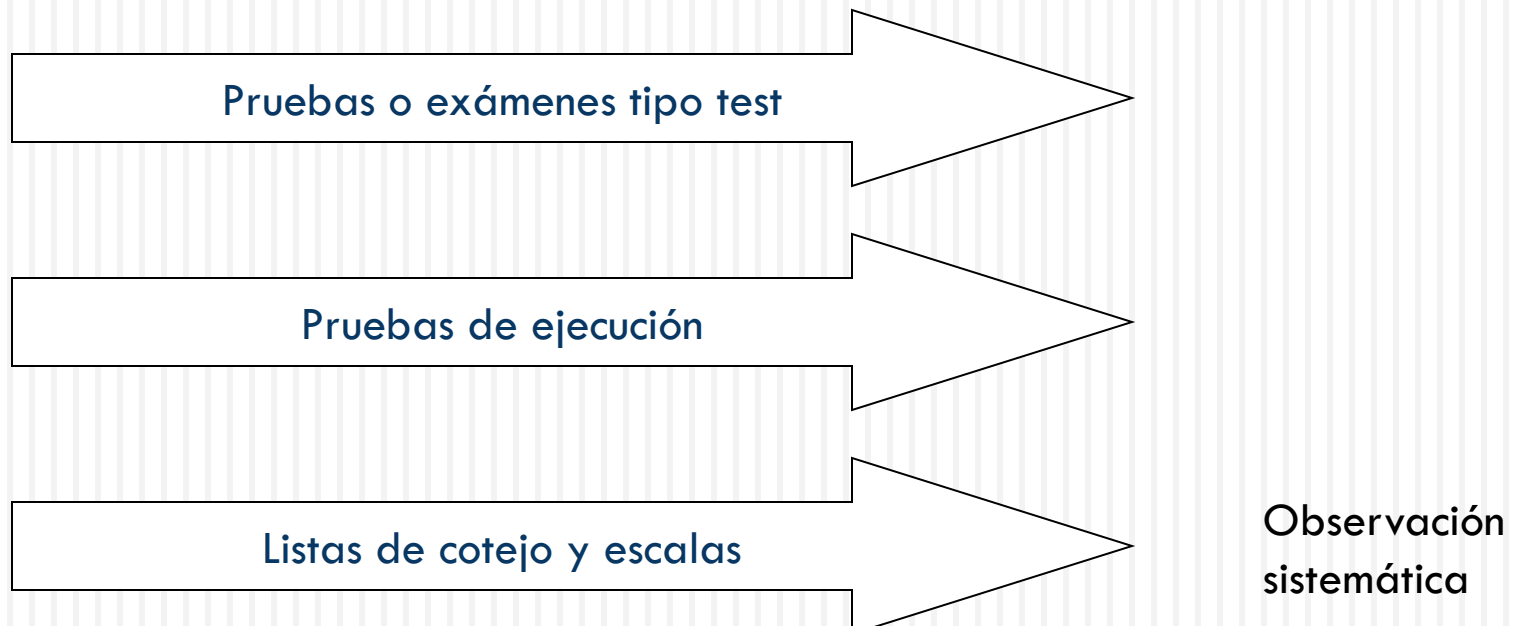 Pruebas o exámenes tipo test
Pruebas de ejecución
Listas de cotejo y escalas
Observación
sistemática